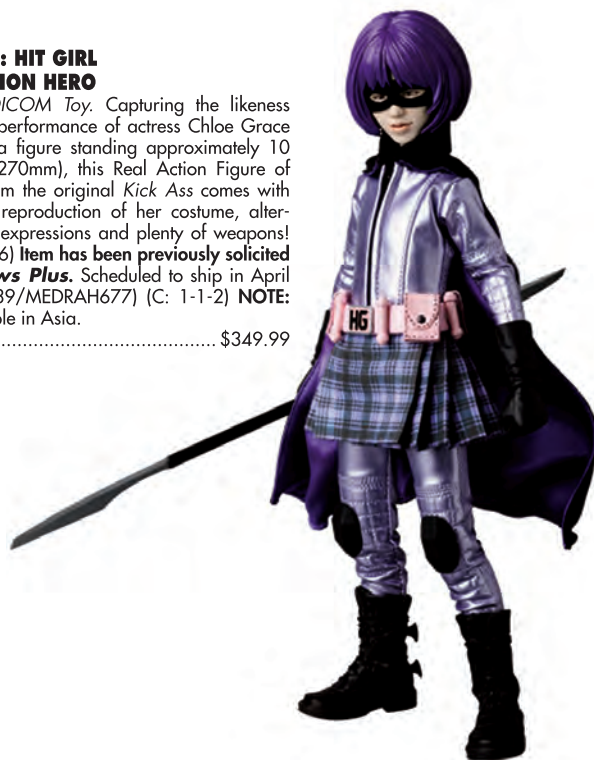 : HIT GIRL
ION HERO
DICOM Toy. Capturing the likeness
performance of actress Chloe Grace
a figure standing approximately 10
270mm), this Real Action Figure of
m the original Kick Ass comes with
reproduction of her costume, alter-
expressions and plenty of weapons!
6) Item has been previously solicited
ws Plus. Scheduled to ship in April
39/MEDRAH677) (C: 1-1-2) NOTE:
le in Asia.
............................................ $349.99
HG